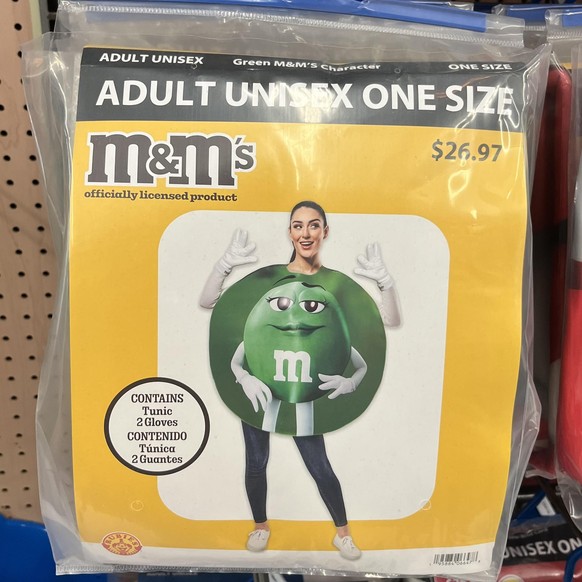 ADULT UNISEX Green M&M'S Character ONE SIZE
ADULT UNISEX ONE SIZE
m&m's
officially licensed product
$26.97
m
CONTAINS
Tunic
2 Gloves
CONTENIDO
Túnica
2 Guantes
RUBIES
UNISEX ON